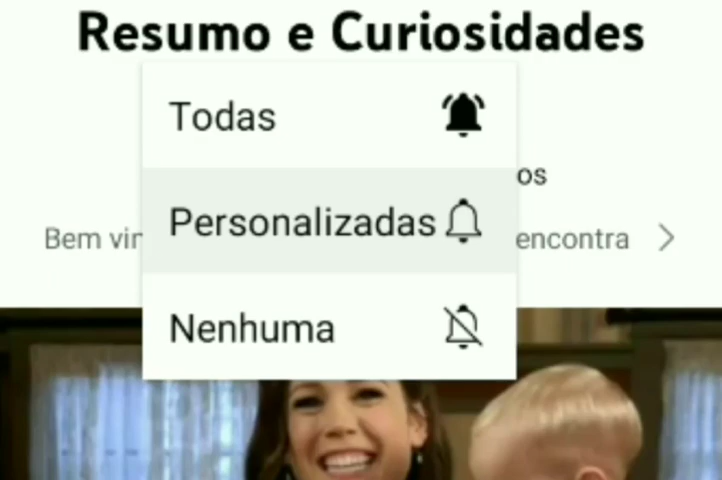 Resumo e Curiosidades
Todas
os
Personalizadas
Bem vin
encontra
Nenhuma